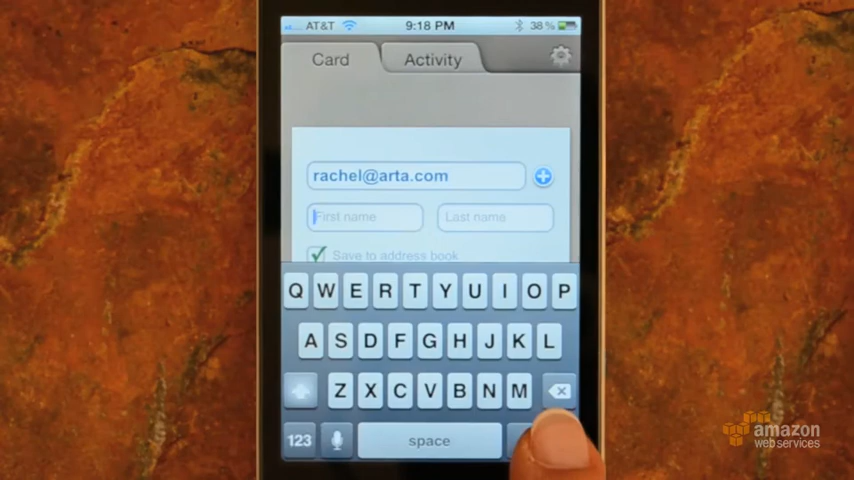 AT&T 9:18 PM 38%
Card Activity
rachel@arta.com
First name Last name
Save to address book
Q W E R T Y U I O P
A S D F G H J K L
Z X C V B N M
123 space
amazon
web services